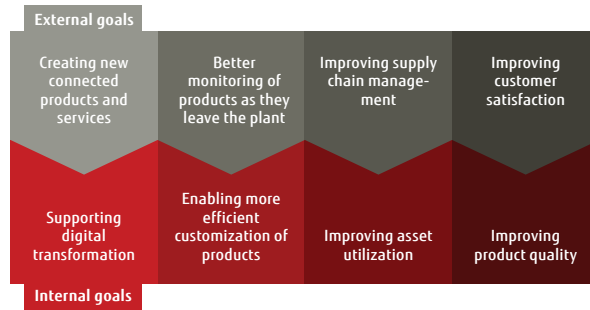 External goals
Creating new
connected
products and
services
Better
monitoring of
products as they
leave the plant
Improving supply
chain manage-
ment
Improving
customer
satisfaction
Supporting
digital
transformation
Enabling more
efficient
customization of
products
Improving asset
utilization
Improving
product quality
Internal goals